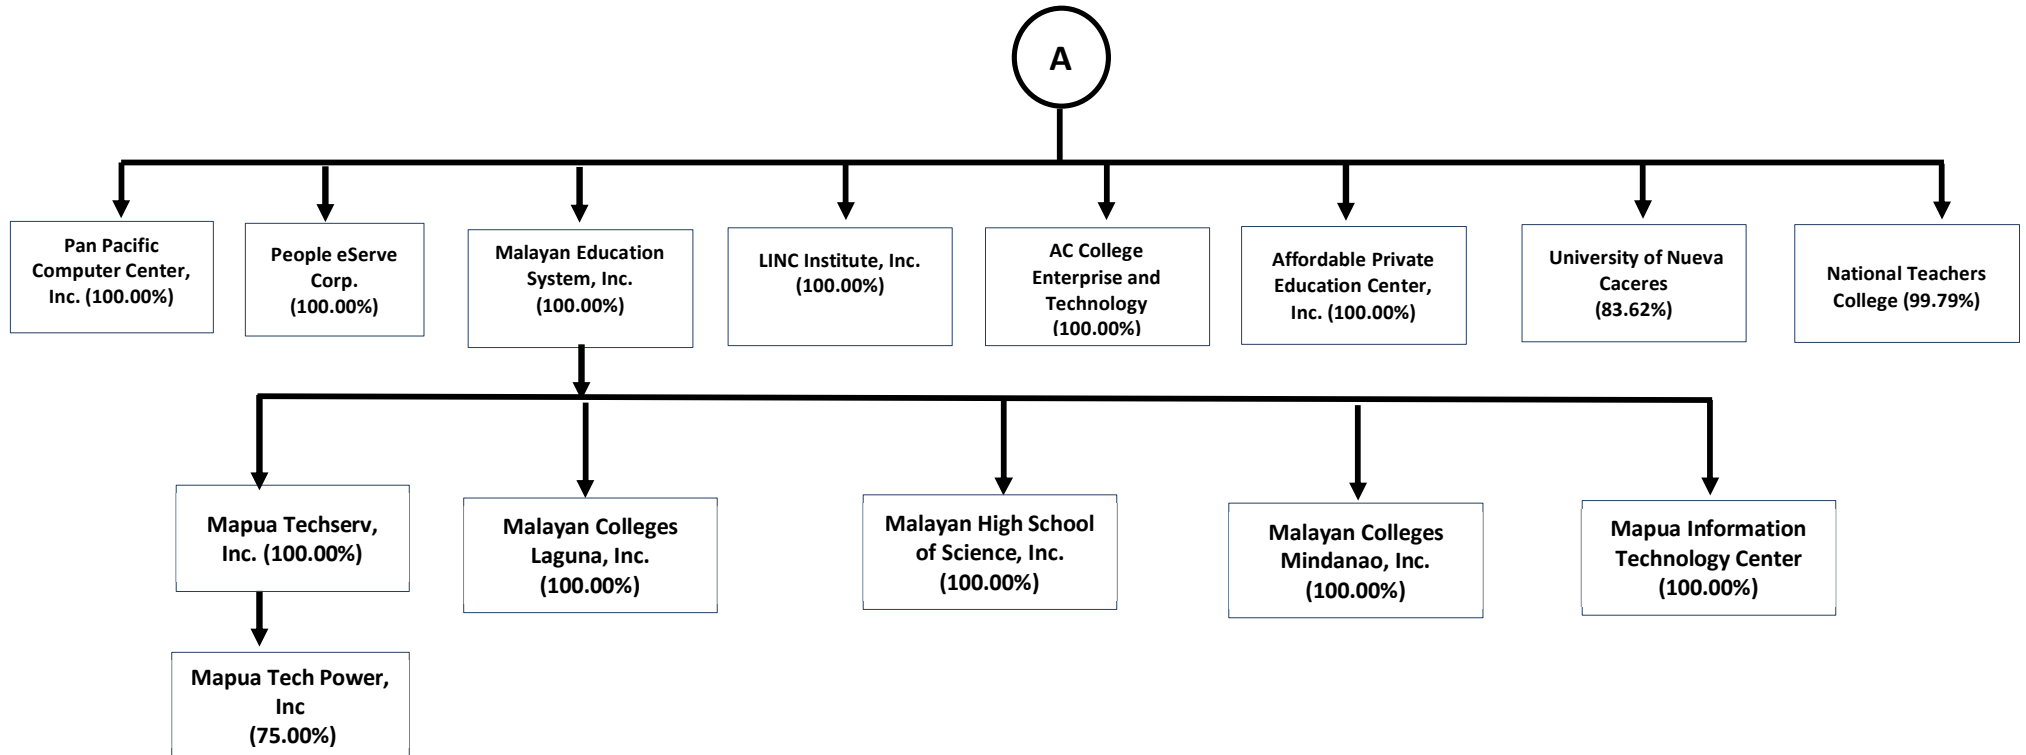 A
Pan Pacific
Computer Center,
Inc. (100.00%)
People eServe
Corp.
(100.00%)
Malayan Education
System, Inc.
(100.00%)
LINC Institute, Inc.
(100.00%)
AC College
Enterprise and
Technology
(100.00%)
Affordable Private
Education Center,
Inc. (100.00%)
University of Nueva
Caceres
(83.62%)
National Teachers
College (99.79%)
Mapua Techserv,
Inc. (100.00%)
Malayan Colleges
Laguna, Inc.
(100.00%)
Malayan High School
of Science, Inc.
(100.00%)
Malayan Colleges
Mindanao, Inc.
(100.00%)
Mapua Information
Technology Center
(100.00%)
Mapua Tech Power,
Inc
(75.00%)